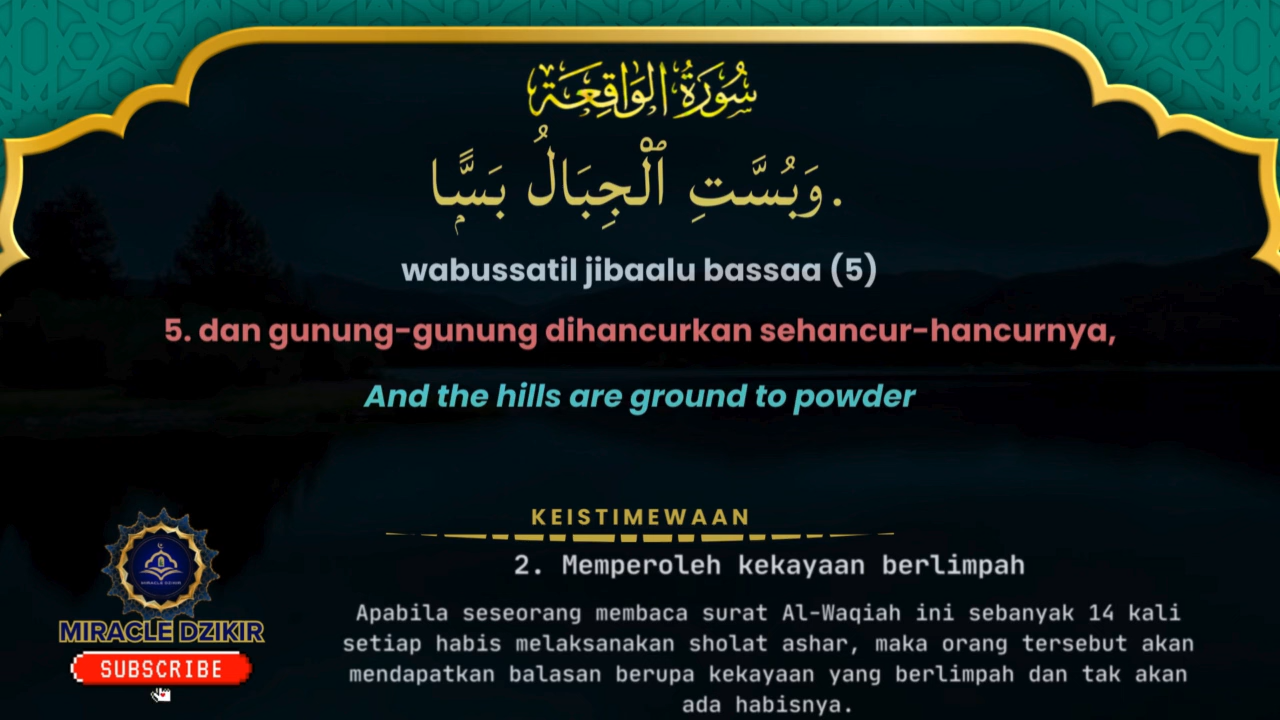 سُورَةُ الوَاقِعَة
وَبُسَّتِ ٱلْجِبَالُ بَسًّۭا.
wabussatil jibaalu bassaa (5)
5. dan gunung-gunung dihancurkan sehancur-hancurnya,
And the hills are ground to powder
KEISTIMEWAAN
2. Memperoleh kekayaan berlimpah
Apabila seseorang membaca surat Al-Waqiah ini sebanyak 14 kali
setiap habis melaksanakan sholat ashar, maka orang tersebut akan
mendapatkan balasan berupa kekayaan yang berlimpah dan tak akan
ada habisnya.
MIRACLE DZIKIR
MIRACLE DZIKIR
SUBSCRIBE